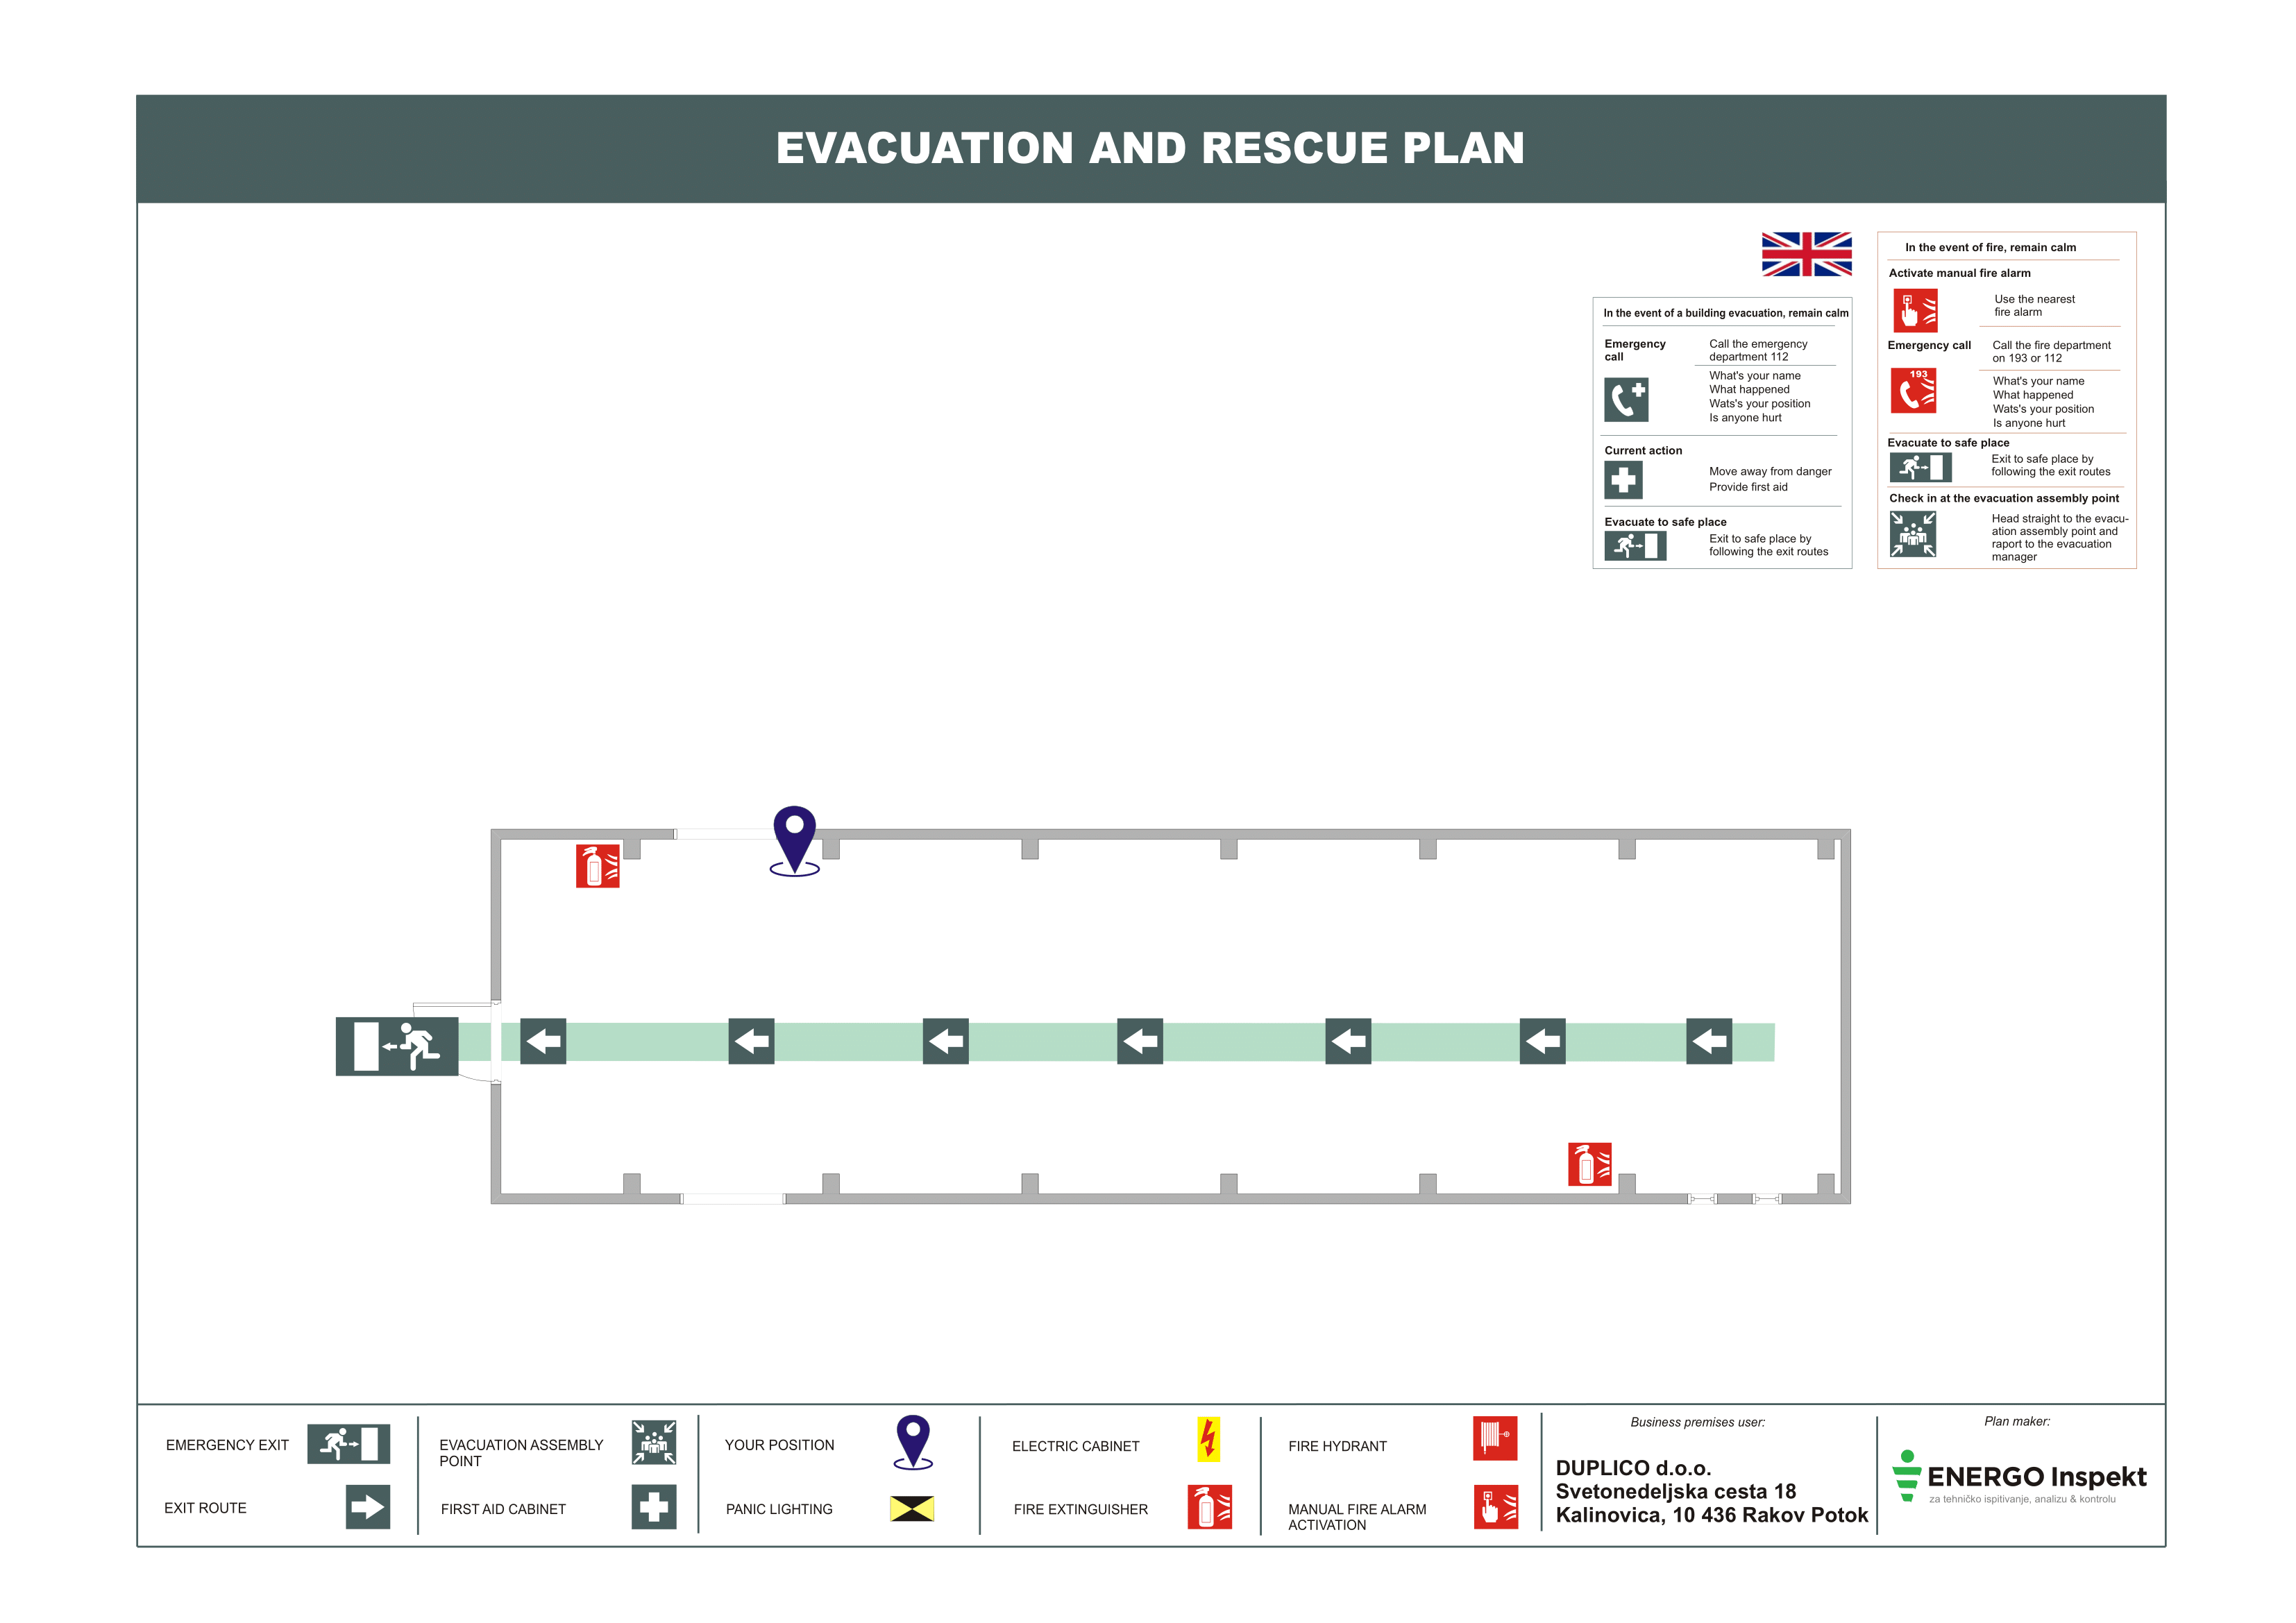 EVACUATION AND RESCUE PLAN
In the event of a building evacuation, remain calm
Emergency
call
Call the emergency
department 112
What's your name
What happened
Wats's your position
Is anyone hurt
Current action
Move away from danger
Provide first aid
Evacuate to safe place
Exit to safe place by
following the exit routes
In the event of fire, remain calm
Activate manual fire alarm
Use the nearest
fire alarm
Emergency call
Call the fire department
on 193 or 112
193
What's your name
What happened
Wats's your position
Is anyone hurt
Evacuate to safe place
Exit to safe place by
following the exit routes
Check in at the evacuation assembly point
Head straight to the evacu-
ation assembly point and
raport to the evacuation
manager
EMERGENCY EXIT
EXIT ROUTE
EVACUATION ASSEMBLY
POINT
FIRST AID CABINET
YOUR POSITION
PANIC LIGHTING
ELECTRIC CABINET
FIRE EXTINGUISHER
FIRE HYDRANT
MANUAL FIRE ALARM
ACTIVATION
Business premises user:
DUPLICO d.o.o.
Svetonedeljska cesta 18
Kalinovica, 10 436 Rakov Potok
Plan maker:
ENERGO Inspekt
za tehničko ispitivanje, analizu & kontrolu